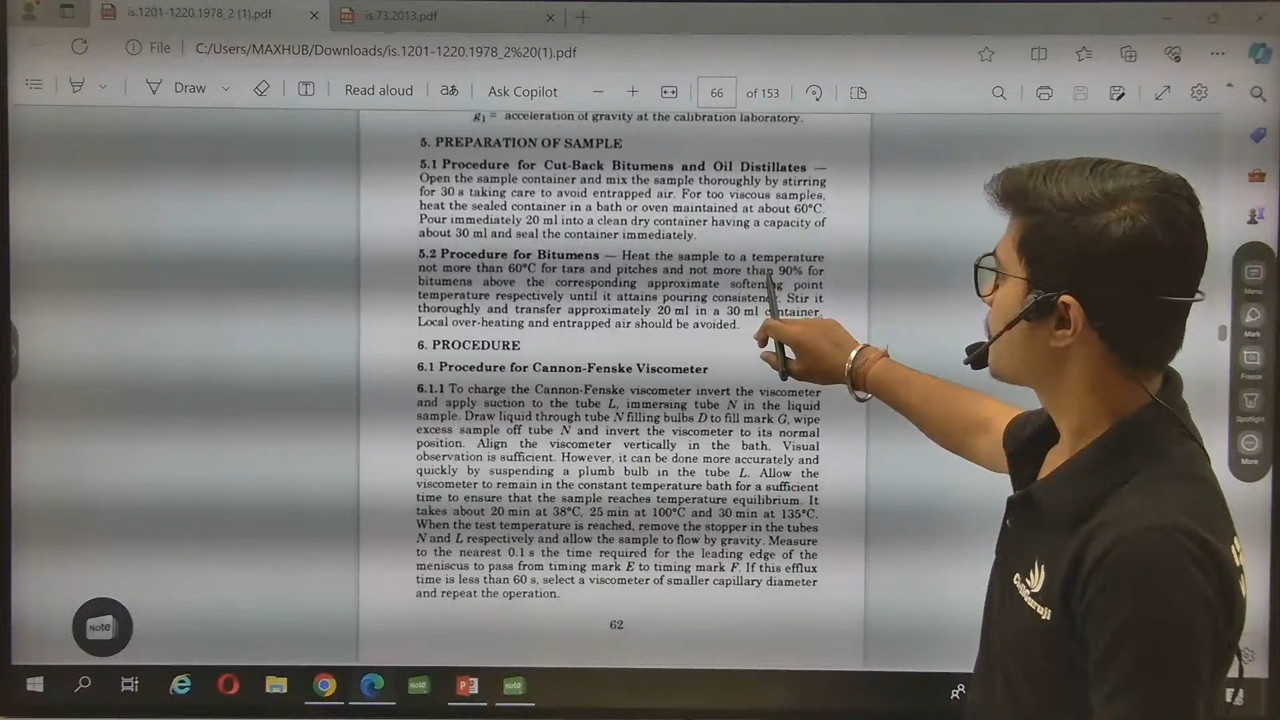 is.1201-1220.1978_2 (1).pdf
is.73.2013.pdf
File
C:/Users/MAXHUB/Downloads/is.1201-1220.1978_2%20(1).pdf
Draw
Read aloud
aあ
Ask Copilot
66
of 153
g1 = acceleration of gravity at the calibration laboratory.
5. PREPARATION OF SAMPLE
5.1 Procedure for Cut-Back Bitumens and Oil Distillates —
Open the sample container and mix the sample thoroughly by stirring
for 30 s taking care to avoid entrapped air. For too viscous samples,
heat the sealed container in a bath or oven maintained at about 60°C.
Pour immediately 20 ml into a clean dry container having a capacity of
about 30 ml and seal the container immediately.
5.2 Procedure for Bitumens — Heat the sample to a temperature
not more than 60°C for tars and pitches and not more than 90% for
bitumens above the corresponding approximate softening point
temperature respectively until it attains pouring consistency. Stir it
thoroughly and transfer approximately 20 ml in a 30 ml container.
Local over-heating and entrapped air should be avoided.
6. PROCEDURE
6.1 Procedure for Cannon-Fenske Viscometer
6.1.1 To charge the Cannon-Fenske viscometer invert the viscometer
and apply suction to the tube L, immersing tube N in the liquid
sample. Draw liquid through tube N filling bulbs D to fill mark G, wipe
excess sample off tube N and invert the viscometer to its normal
position. Align the viscometer vertically in the bath. Visual
observation is sufficient. However, it can be done more accurately and
quickly by suspending a plumb bulb in the tube L. Allow the
viscometer to remain in the constant temperature bath for a sufficient
time to ensure that the sample reaches temperature equilibrium. It
takes about 20 min at 38°C, 25 min at 100°C and 30 min at 135°C.
When the test temperature is reached, remove the stopper in the tubes
N and L respectively and allow the sample to flow by gravity. Measure
to the nearest 0.1 s the time required for the leading edge of the
meniscus to pass from timing mark E to timing mark F. If this efflux
time is less than 60 s, select a viscometer of smaller capillary diameter
and repeat the operation.
62
Note
Note
Note
Menu
Mark
Freeze
Spotlight
More
CivilGuruji